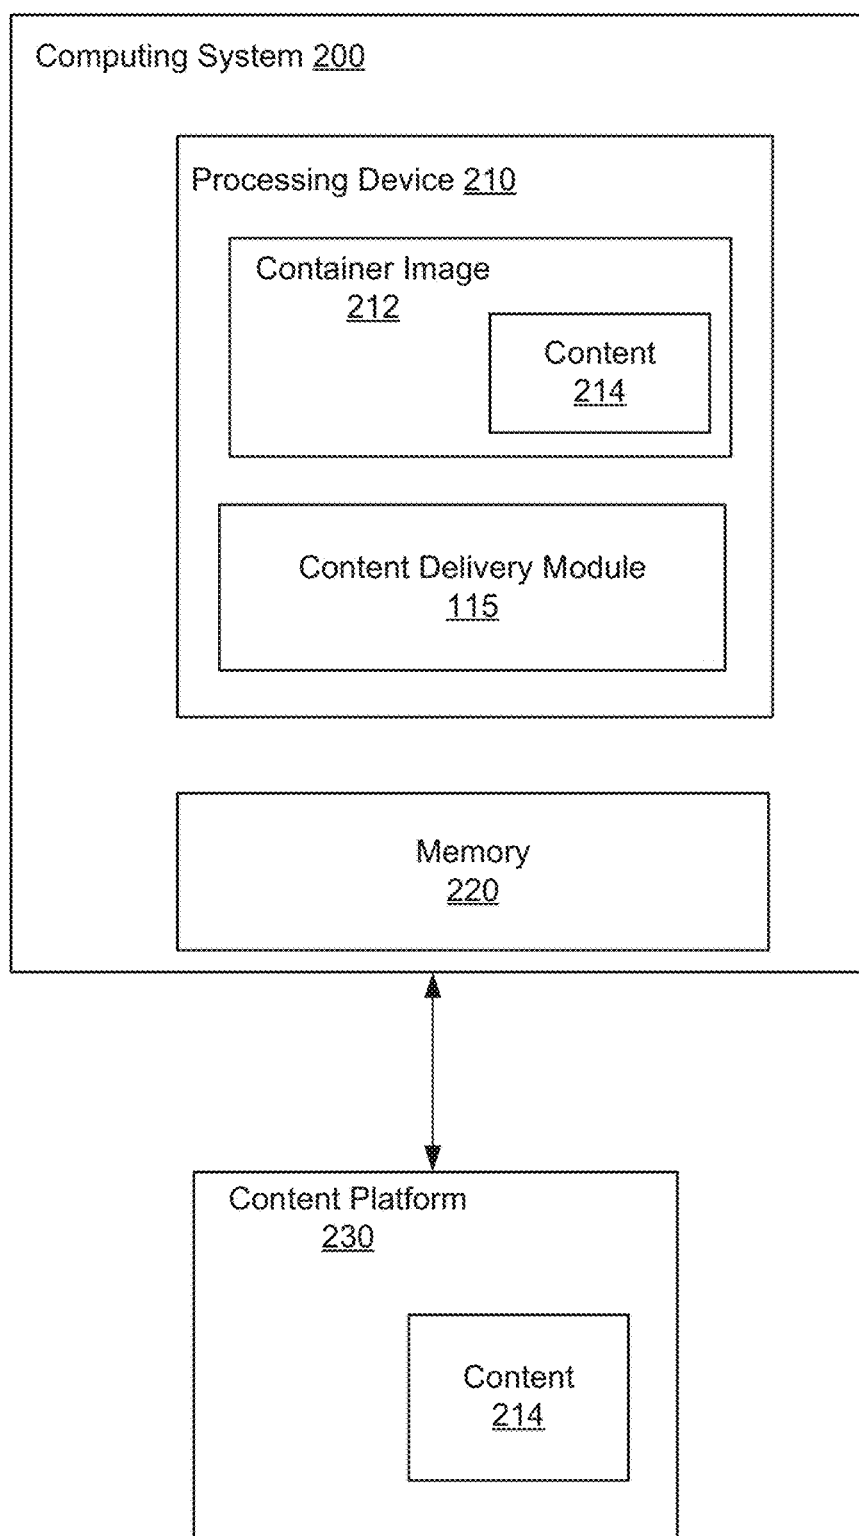 Computing System 200
Processing Device 210
Container Image
212
Content
214
Content Delivery Module
115
Memory
220
Content Platform
230
Content
214